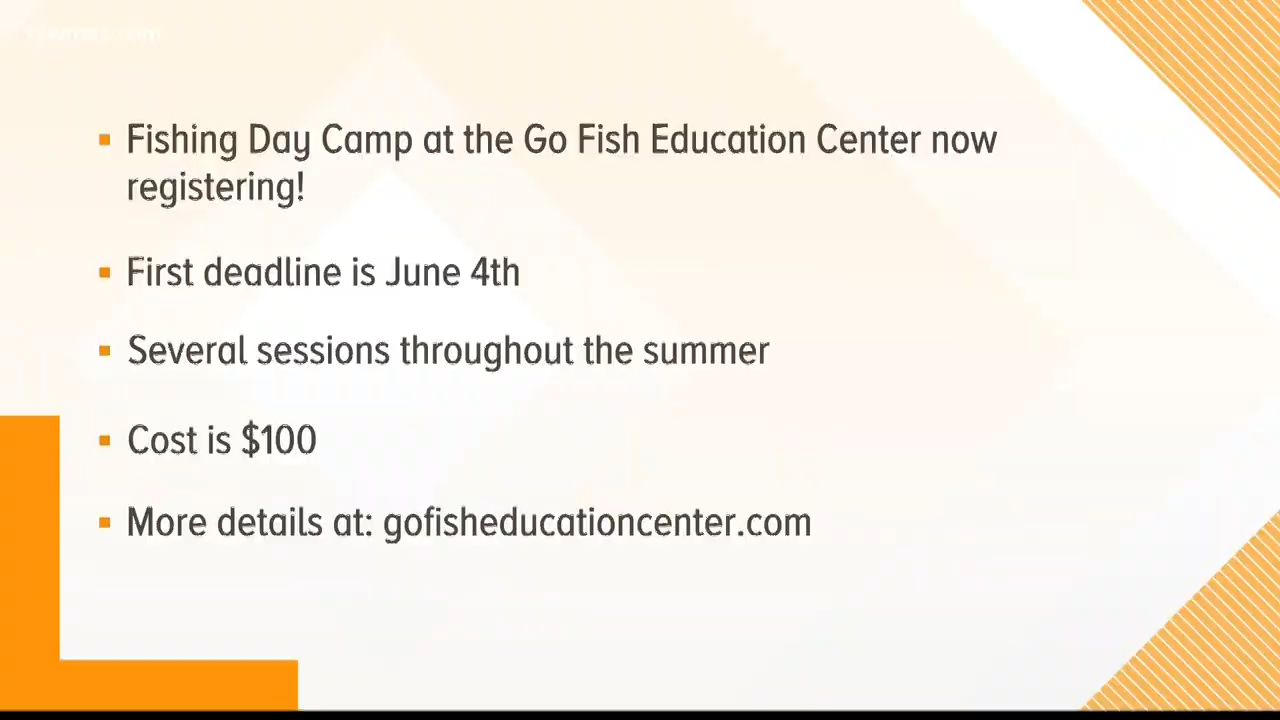 Fishing Day Camp at the Go Fish Education Center now
registering!
First deadline is June 4th
Several sessions throughout the summer
Cost is $100
More details at: gofisheducationcenter.com